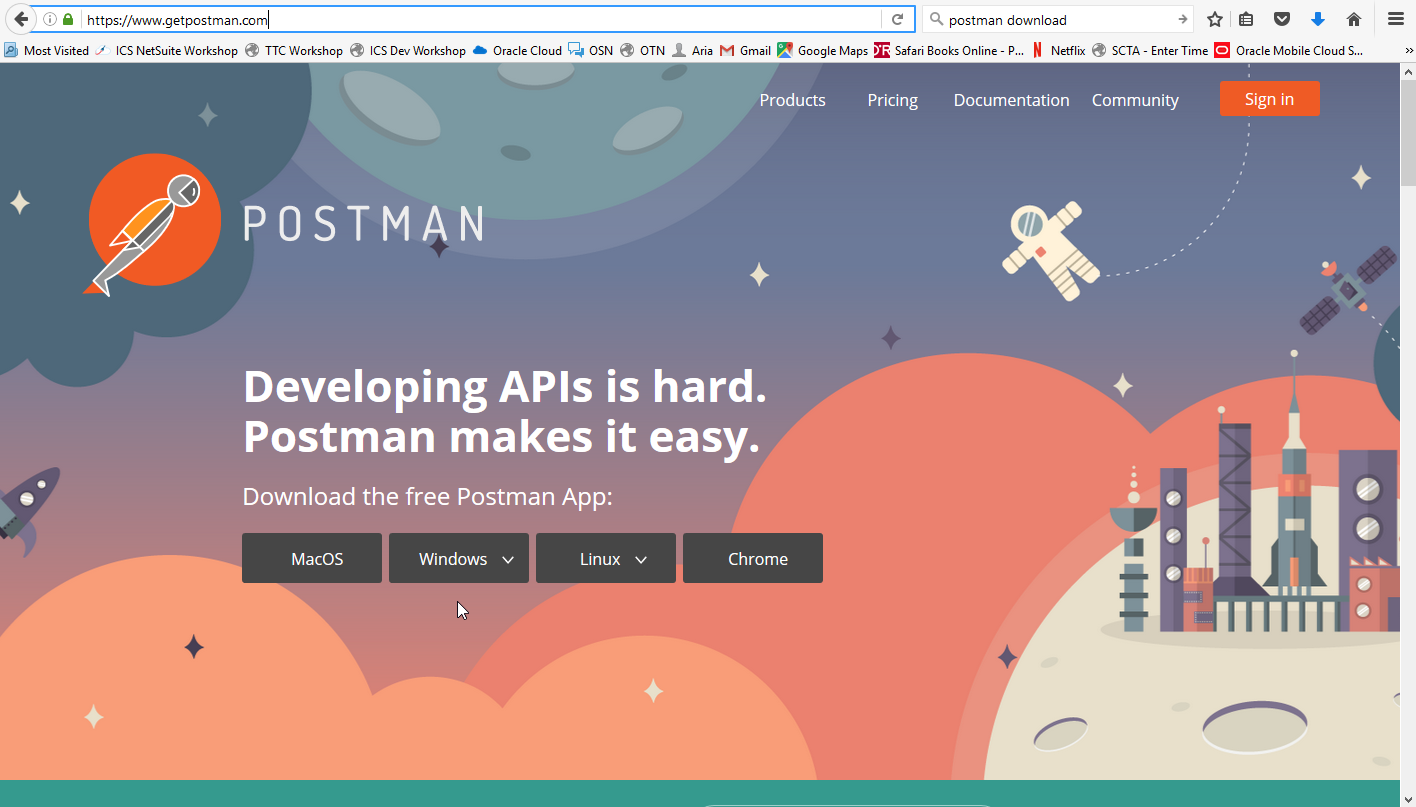 https://www.getpostman.com
postman download
Most Visited ICS NetSuite Workshop TTC Workshop ICS Dev Workshop Oracle Cloud OSN OTN Aria Gmail Google Maps Safari Books Online - P... Netflix SCTA - Enter Time Oracle Mobile Cloud S...
Products Pricing Documentation Community Sign in
POSTMAN
Developing APIs is hard.
Postman makes it easy.
Download the free Postman App:
MacOS Windows Linux Chrome